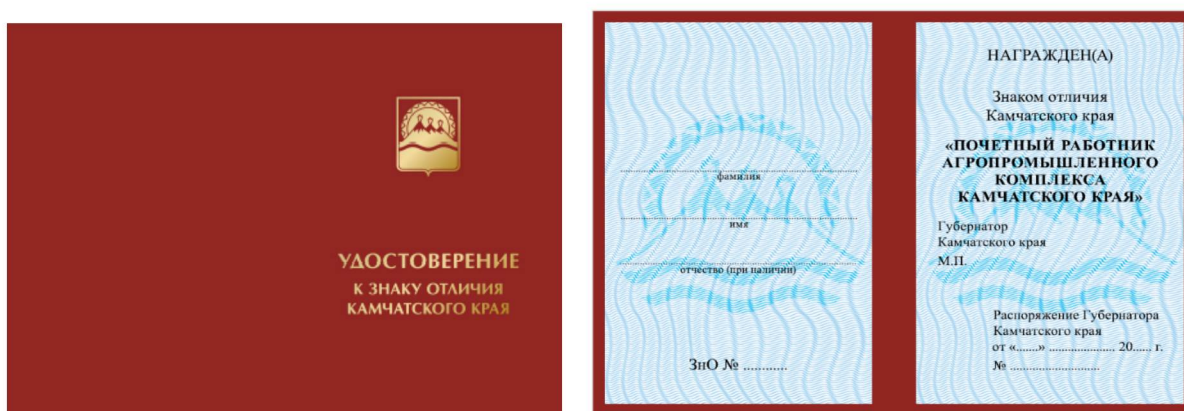 УДОСТОВЕРЕНИЕ
К ЗНАКУ ОТЛИЧИЯ
КАМЧАТСКОГО КРАЯ
фамилия
имя
отчество (при наличии)
ЗнО № ............
НАГРАЖДЕН(А)
Знаком отличия
Камчатского края
«ПОЧЕТНЫЙ РАБОТНИК
АГРОПРОМЫШЛЕННОГО
КОМПЛЕКСА
КАМЧАТСКОГО КРАЯ»
Губернатор
Камчатского края
М.П.
Распоряжение Губернатора
Камчатского края
от «.......» ...................... 20...... г.
№ .............................